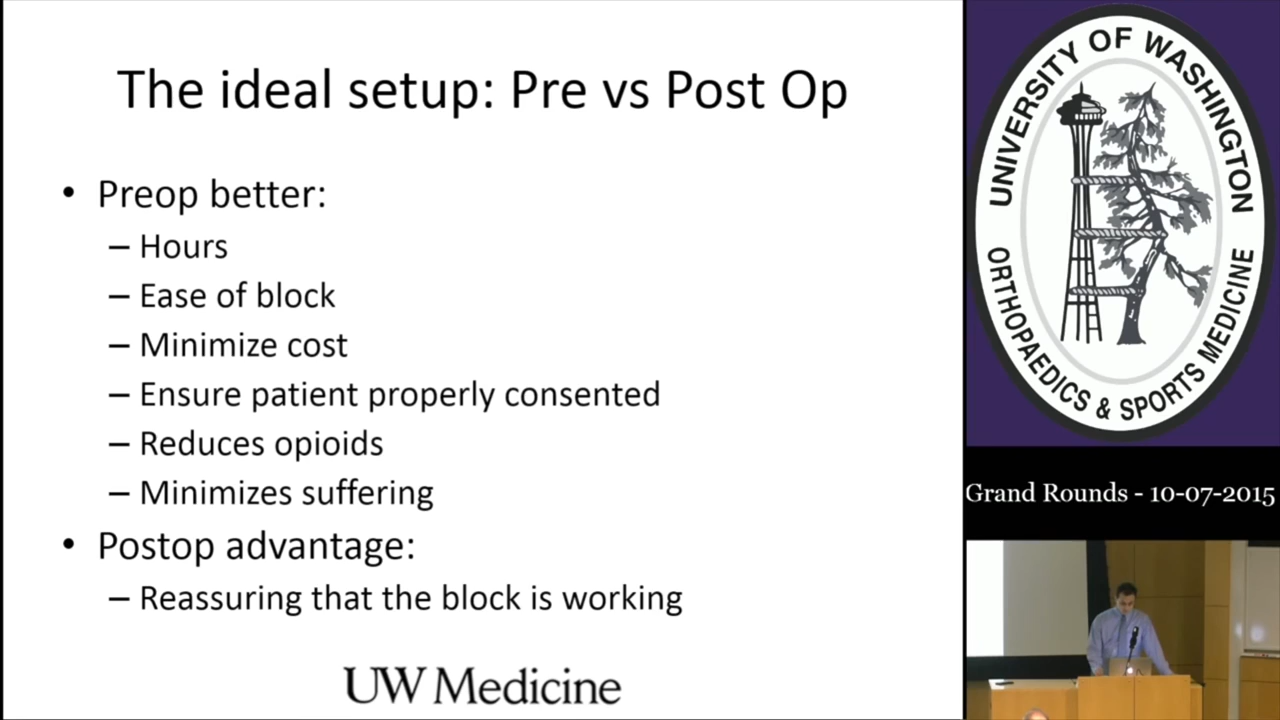 The ideal setup: Pre vs Post Op
• Preop better:
– Hours
– Ease of block
– Minimize cost
– Ensure patient properly consented
– Reduces opioids
– Minimizes suffering
• Postop advantage:
– Reassuring that the block is working
UW Medicine
UNIVERSITY OF WASHINGTON
ORTHOPAEDICS & SPORTS MEDICINE
Grand Rounds - 10-07-2015